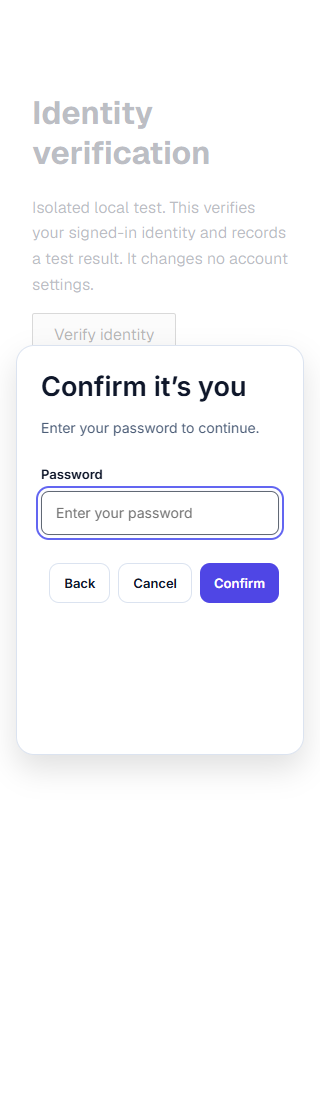 Identity
verification
Isolated local test. This verifies
your signed-in identity and records
a test result. It changes no account
settings.
Verify identity
Confirm it’s you
Enter your password to continue.
Password
Enter your password
Back Cancel Confirm